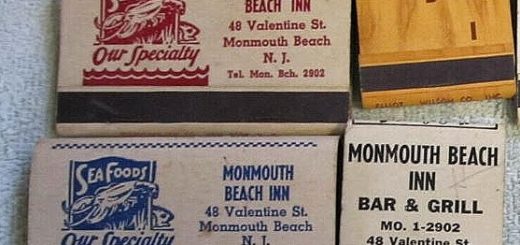 BEACH INN
48 Valentine St.
Monmouth Beach
N. J.
Tel. Mon. Bch. 2902
Our Specialty
SEA FOODS
Our Specialty
MONMOUTH
BEACH INN
48 Valentine St.
Monmouth Beach
N. J.
MONMOUTH BEACH
INN
BAR & GRILL
MO. 1-2902
48 Valentine St.